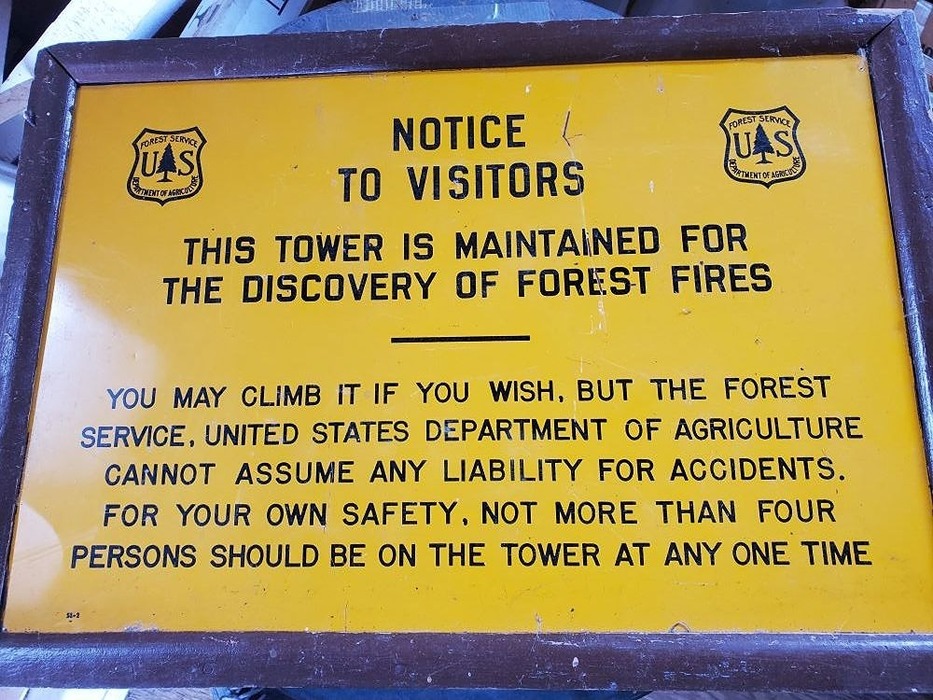 NOTICE
TO VISITORS
FOREST SERVICE
U S
DEPARTMENT OF AGRICULTURE
FOREST SERVICE
U S
DEPARTMENT OF AGRICULTURE
THIS TOWER IS MAINTAINED FOR
THE DISCOVERY OF FOREST FIRES
YOU MAY CLIMB IT IF YOU WISH, BUT THE FOREST
SERVICE, UNITED STATES DEPARTMENT OF AGRICULTURE
CANNOT ASSUME ANY LIABILITY FOR ACCIDENTS.
FOR YOUR OWN SAFETY, NOT MORE THAN FOUR
PERSONS SHOULD BE ON THE TOWER AT ANY ONE TIME